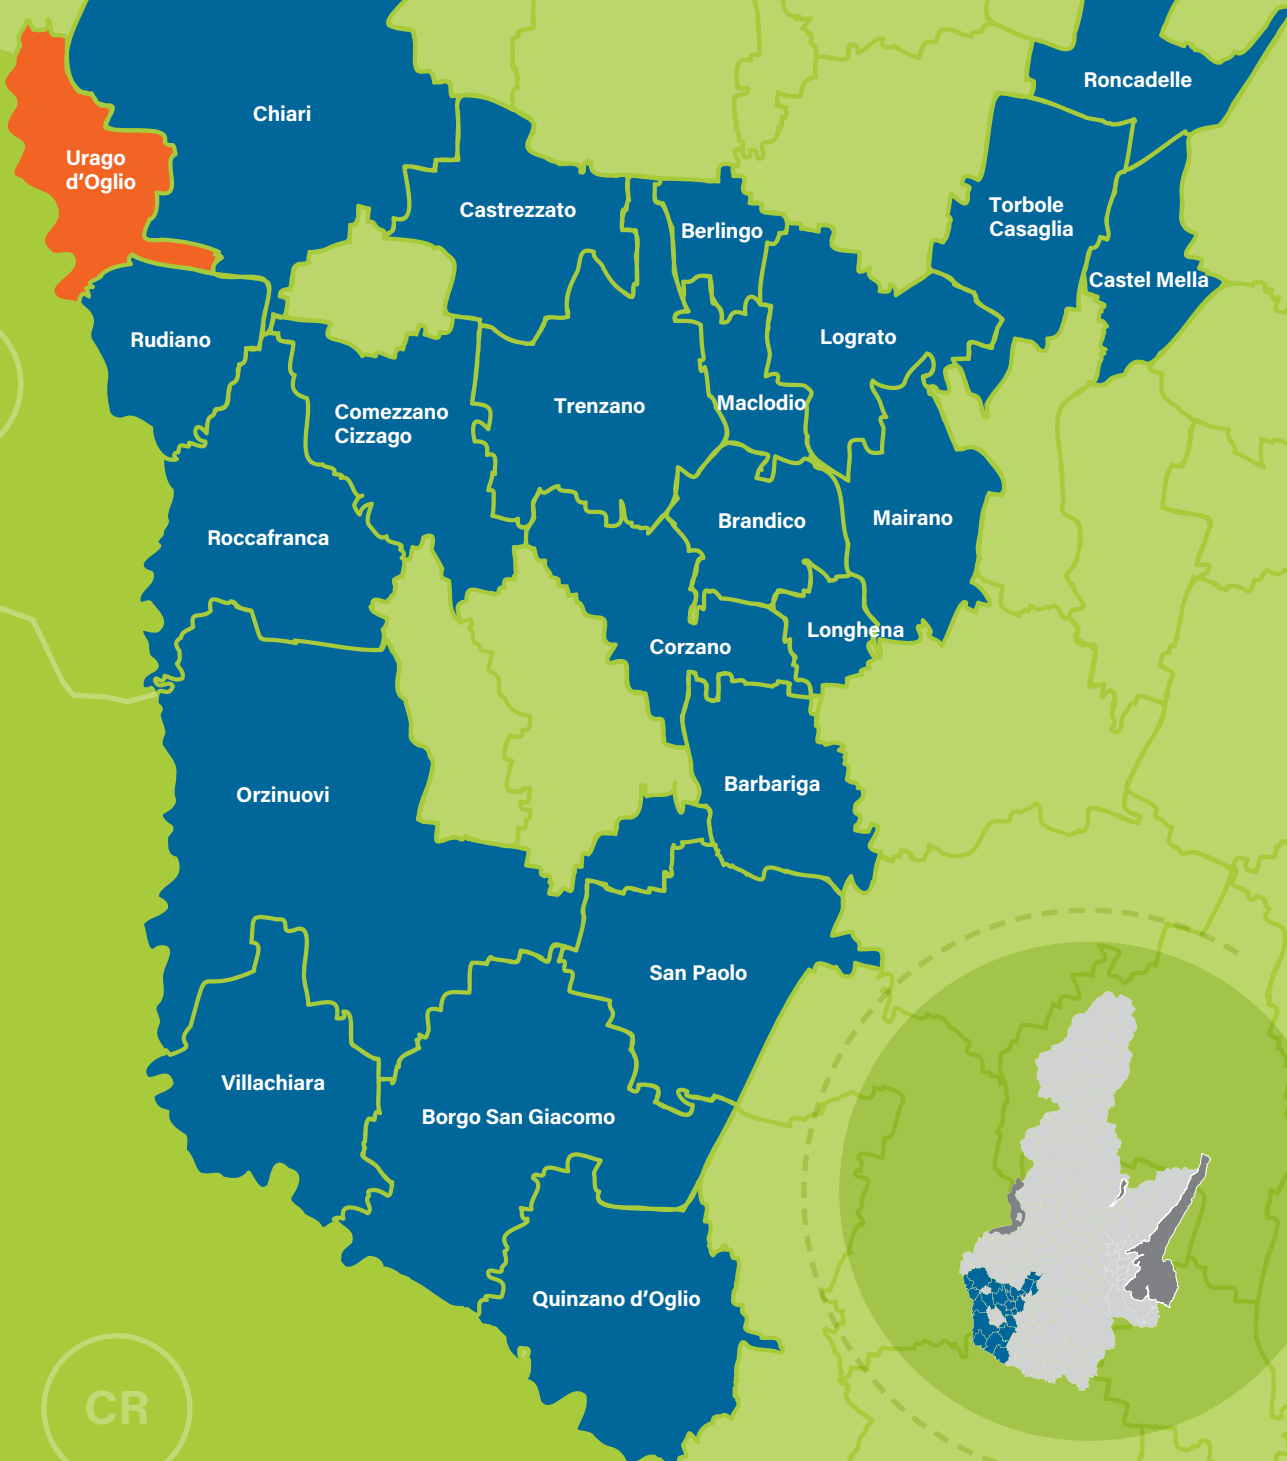 Roncadelle
Chiari
Urago
d'Oglio
Castrezzato
Torbole
Casaglia
Berlingo
Castel Mella
Rudiano
Lograto
Maclodio
Trenzano
Comezzano
Cizzago
Brandico
Mairano
Roccafranca
Longhena
Corzano
Barbariga
Orzinuovi
San Paolo
Villachiara
Borgo San Giacomo
Quinzano d'Oglio
CR